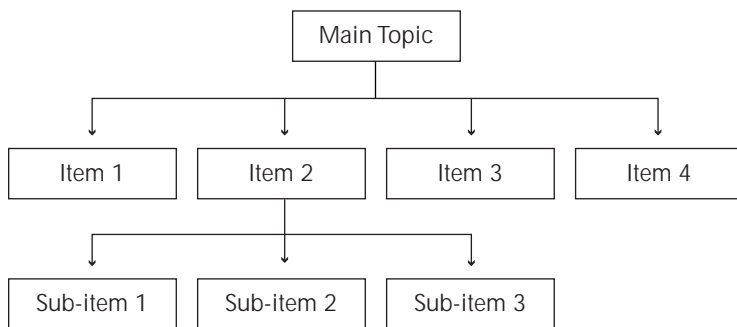 Main Topic
Item 1
Item 2
Item 3
Item 4
Sub-item 1
Sub-item 2
Sub-item 3